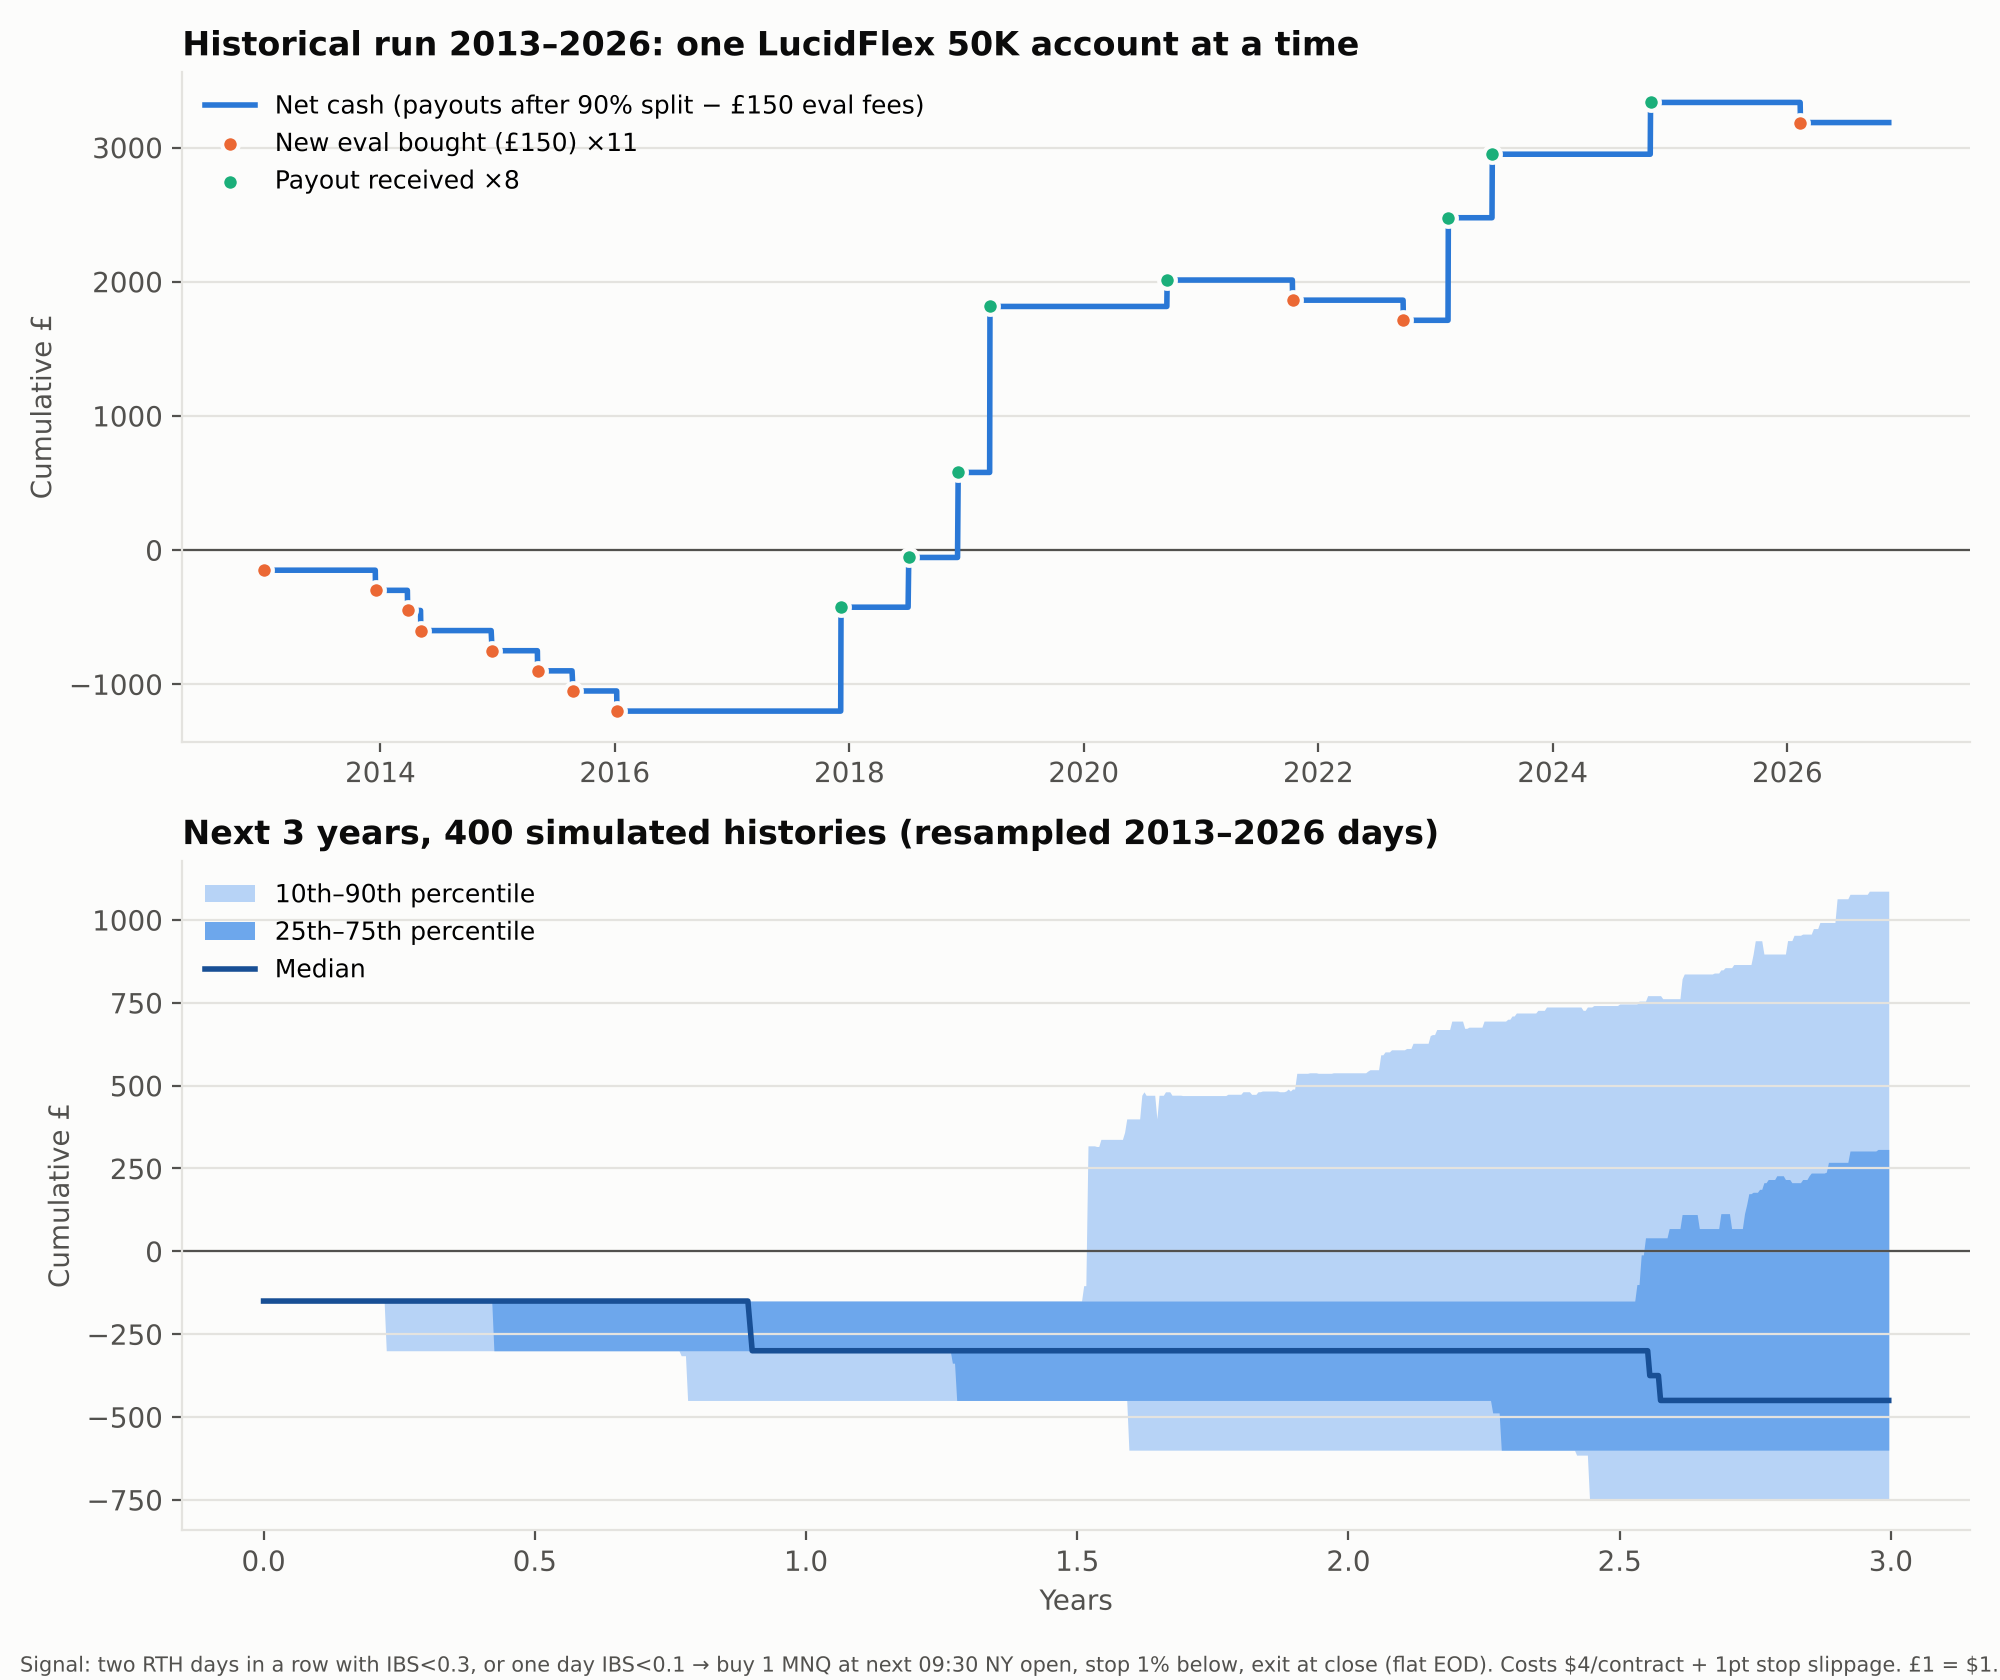 Historical run 2013–2026: one LucidFlex 50K account at a time
Net cash (payouts after 90% split − £150 eval fees)
New eval bought (£150) ×11
Payout received ×8
Cumulative £
3000
2000
1000
0
−1000
2014 2016 2018 2020 2022 2024 2026
Next 3 years, 400 simulated histories (resampled 2013–2026 days)
10th–90th percentile
25th–75th percentile
Median
Cumulative £
1000
750
500
250
0
−250
−500
−750
0.0 0.5 1.0 1.5 2.0 2.5 3.0
Years
Signal: two RTH days in a row with IBS<0.3, or one day IBS<0.1 → buy 1 MNQ at next 09:30 NY open, stop 1% below, exit at close (flat EOD). Costs $4/contract + 1pt stop slippage. £1 = $1.